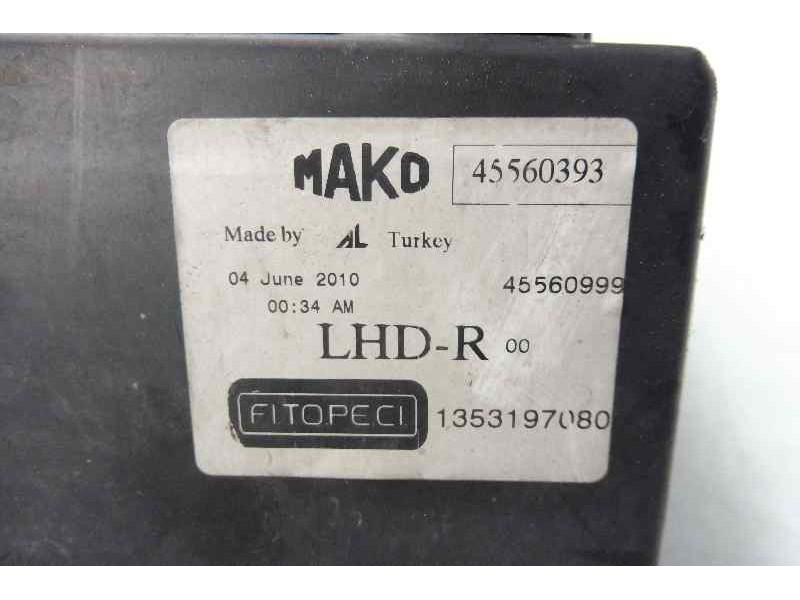 MAKO 45560393
Made by AL Turkey
04 June 2010 45560999
00:34 AM
LHD-R 00
FITOPECI 1353197080